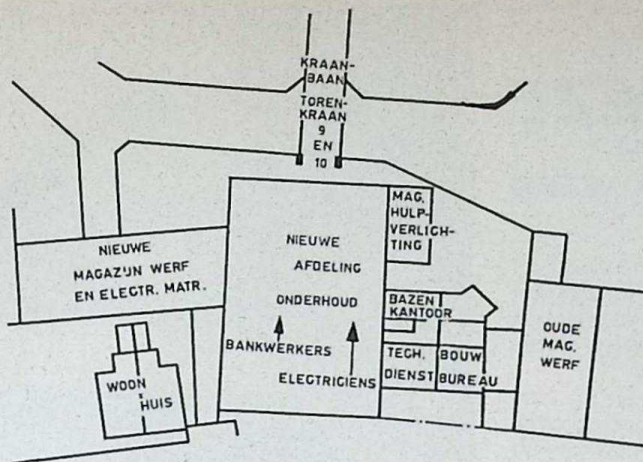 KRAAN-
BAAN
TOREN-
KRAAN
9
EN
10
MAG.
HULP-
VERLICH-
TING
NIEUWE
MAGAZIJN WERF
EN ELECTR. MATR.
NIEUWE
AFDELING
ONDERHOUD
BANKWERKERS
ELECTRICIENS
BAZEN
KANTOOR
TECH.
DIENST
BOUW
BUREAU
OUDE
MAG.
WERF
WOON
HUIS